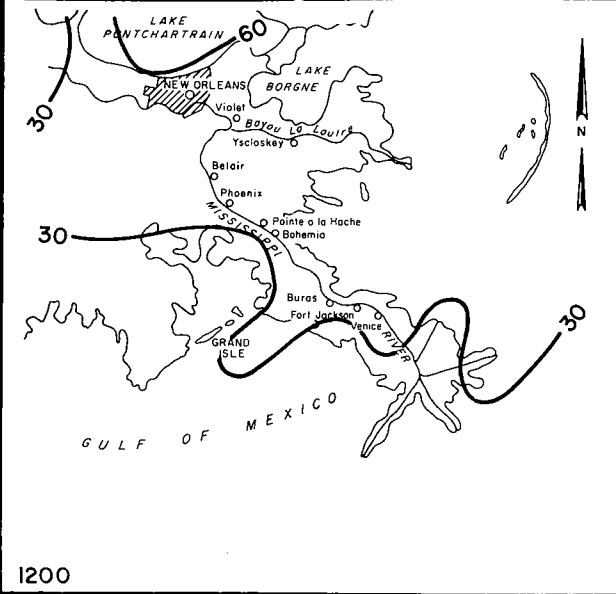 LAKE
PONTCHARTRAIN
60
30
NEW ORLEANS
LAKE
BORGNE
Violet
Bayou La Loutre
Yscloskey
N
Belair
Phoenix
MISSISSIPPI
Pointe a la Hache
Bohemia
30
Buras
Fort Jackson
Venice
RIVER
30
GRAND
ISLE
GULF OF MEXICO
1200